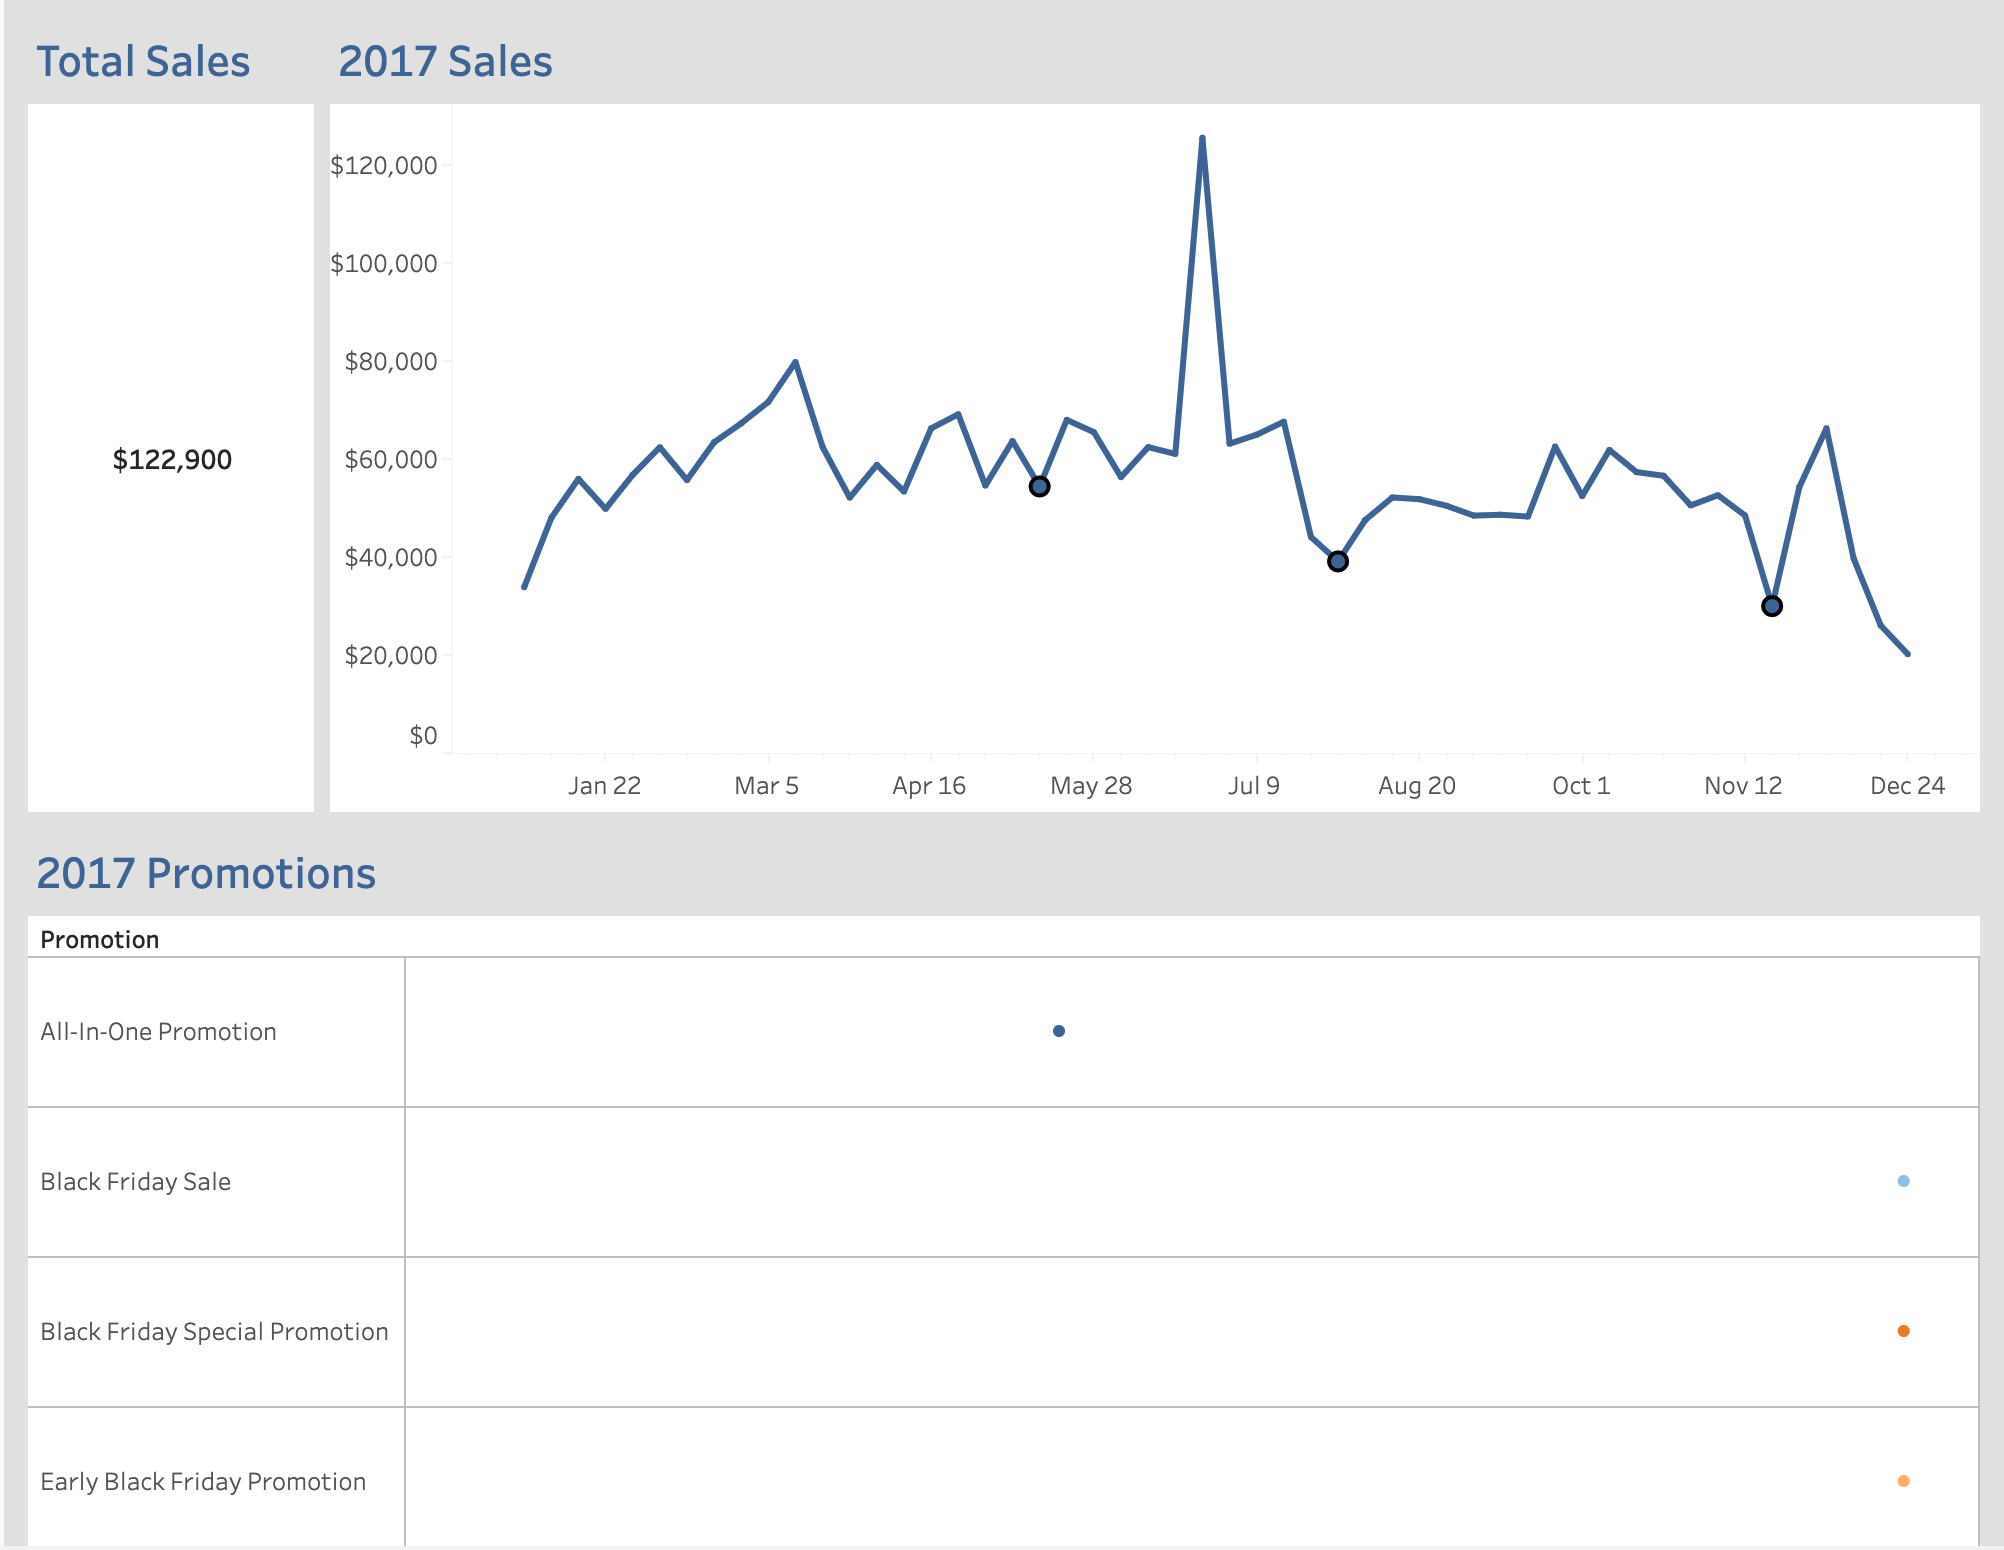 Total Sales
2017 Sales
$122,900
$120,000
$100,000
$80,000
$60,000
$40,000
$20,000
$0
Jan 22
Mar 5
Apr 16
May 28
Jul 9
Aug 20
Oct 1
Nov 12
Dec 24
2017 Promotions
Promotion
All-In-One Promotion
Black Friday Sale
Black Friday Special Promotion
Early Black Friday Promotion